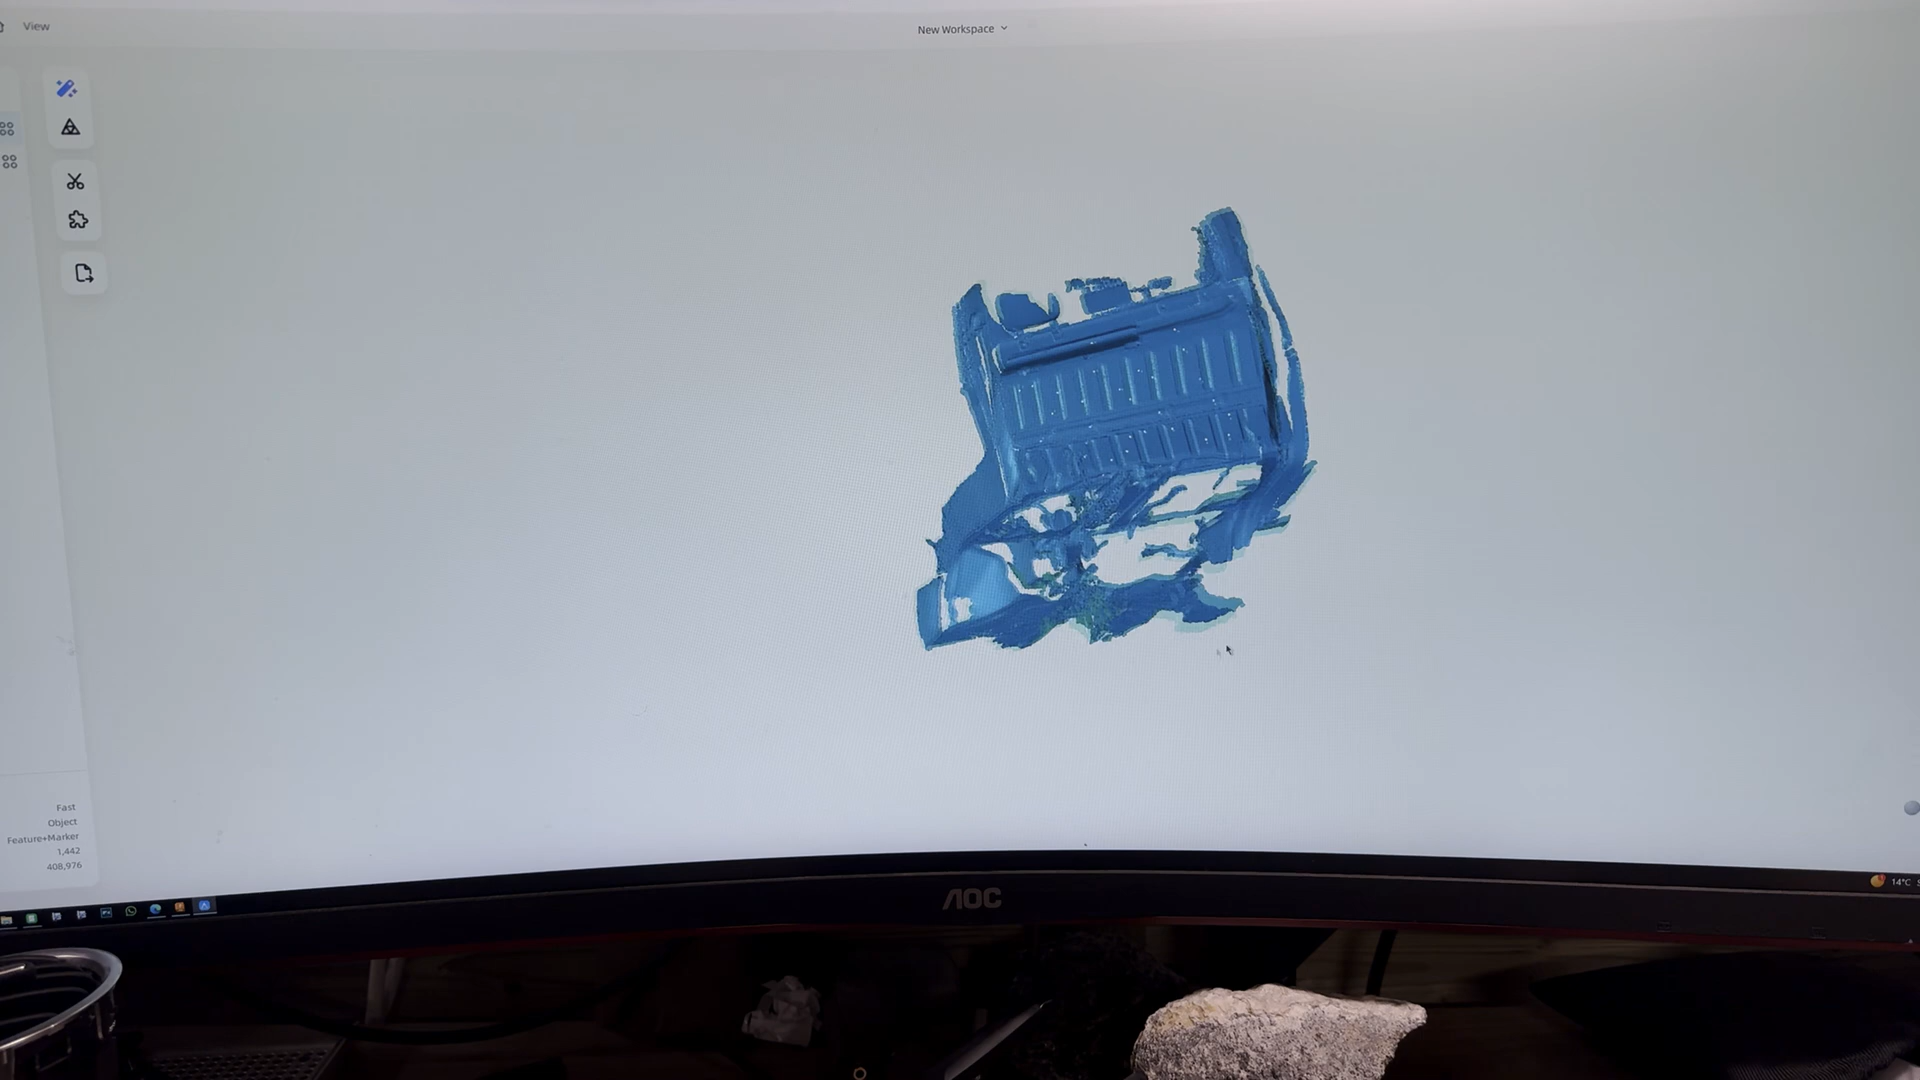 View
New Workspace
Fast
Object
Feature+Marker
1,442
408,976
14°C
AOC